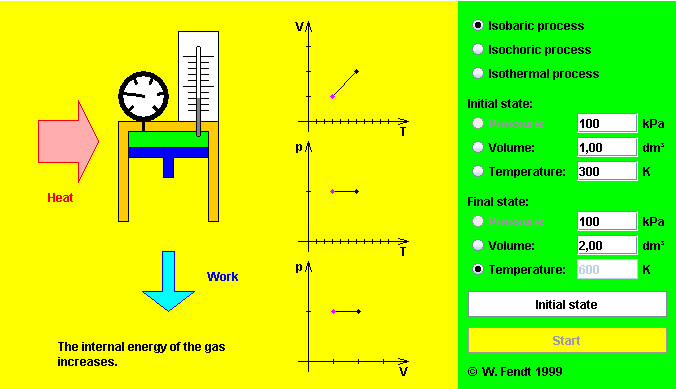 V
T
p
T
p
V
Heat
Work
The internal energy of the gas
increases.
Isobaric process
Isochoric process
Isothermal process
Initial state:
Pressure: 100 kPa
Volume: 1,00 dm³
Temperature: 300 K
Final state:
Pressure: 100 kPa
Volume: 2,00 dm³
Temperature: 600 K
Initial state
Start
© W. Fendt 1999